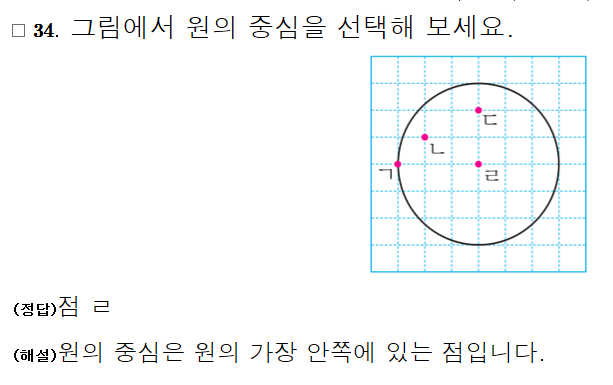 □ 34. 그림에서 원의 중심을 선택해 보세요.
ㄷ
ㄴ
ㄱ
ㄹ
(정답)점 ㄹ
(해설)원의 중심은 원의 가장 안쪽에 있는 점입니다.